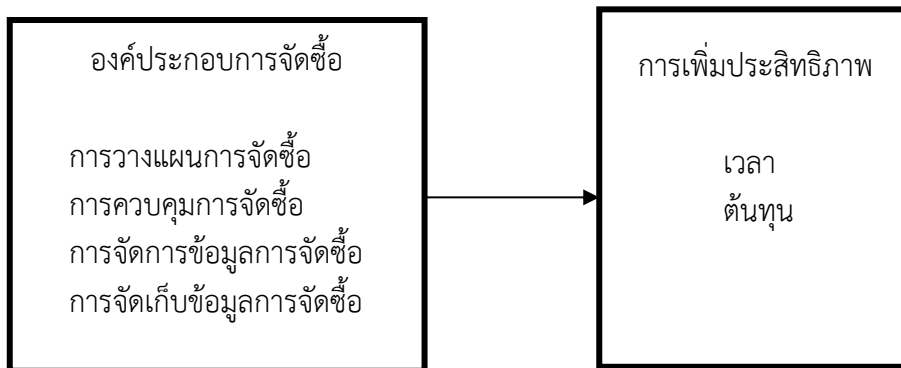 องค์ประกอบการจัดซื้อ
การวางแผนการจัดซื้อ
การควบคุมการจัดซื้อ
การจัดการข้อมูลการจัดซื้อ
การจัดเก็บข้อมูลการจัดซื้อ
การเพิ่มประสิทธิภาพ
เวลา
ต้นทุน